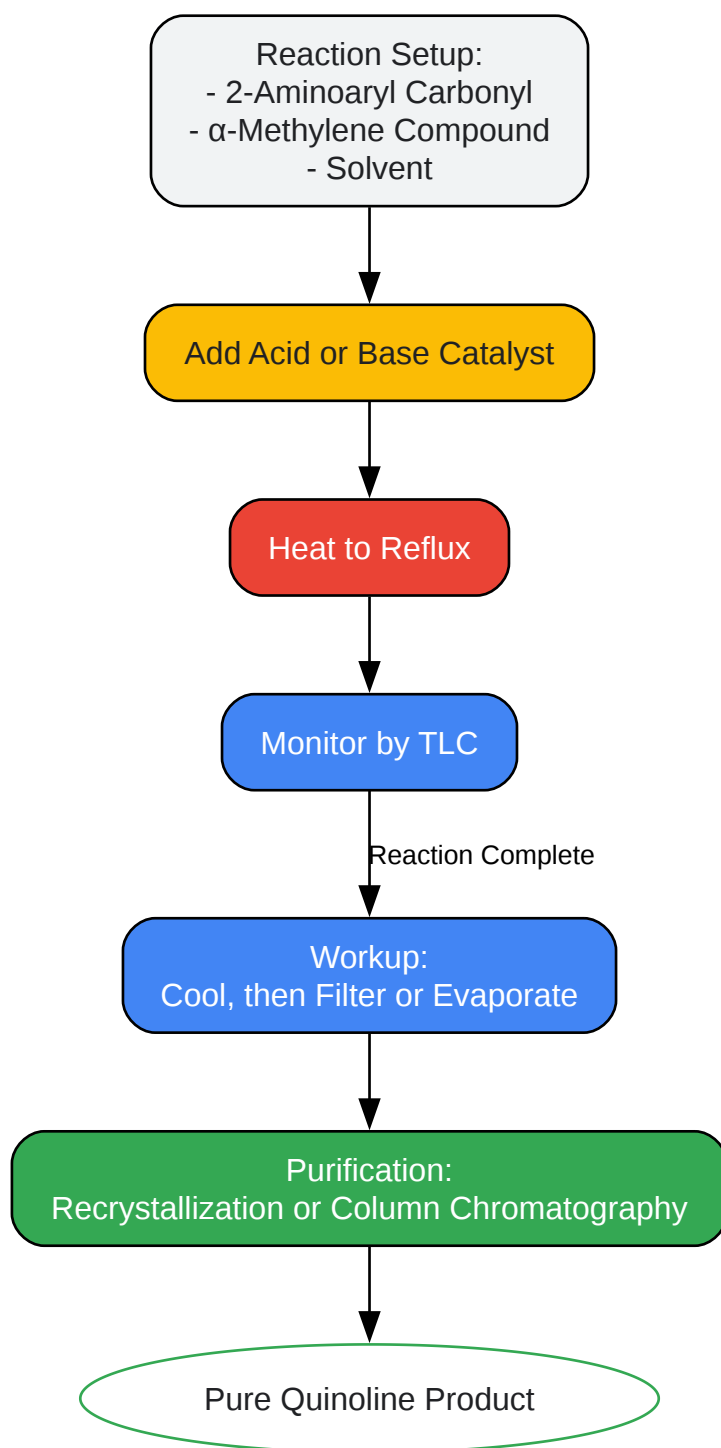 Reaction Setup:
- 2-Aminoaryl Carbonyl
- α-Methylene Compound
- Solvent
Add Acid or Base Catalyst
Heat to Reflux
Monitor by TLC
Reaction Complete
Workup:
Cool, then Filter or Evaporate
Purification:
Recrystallization or Column Chromatography
Pure Quinoline Product